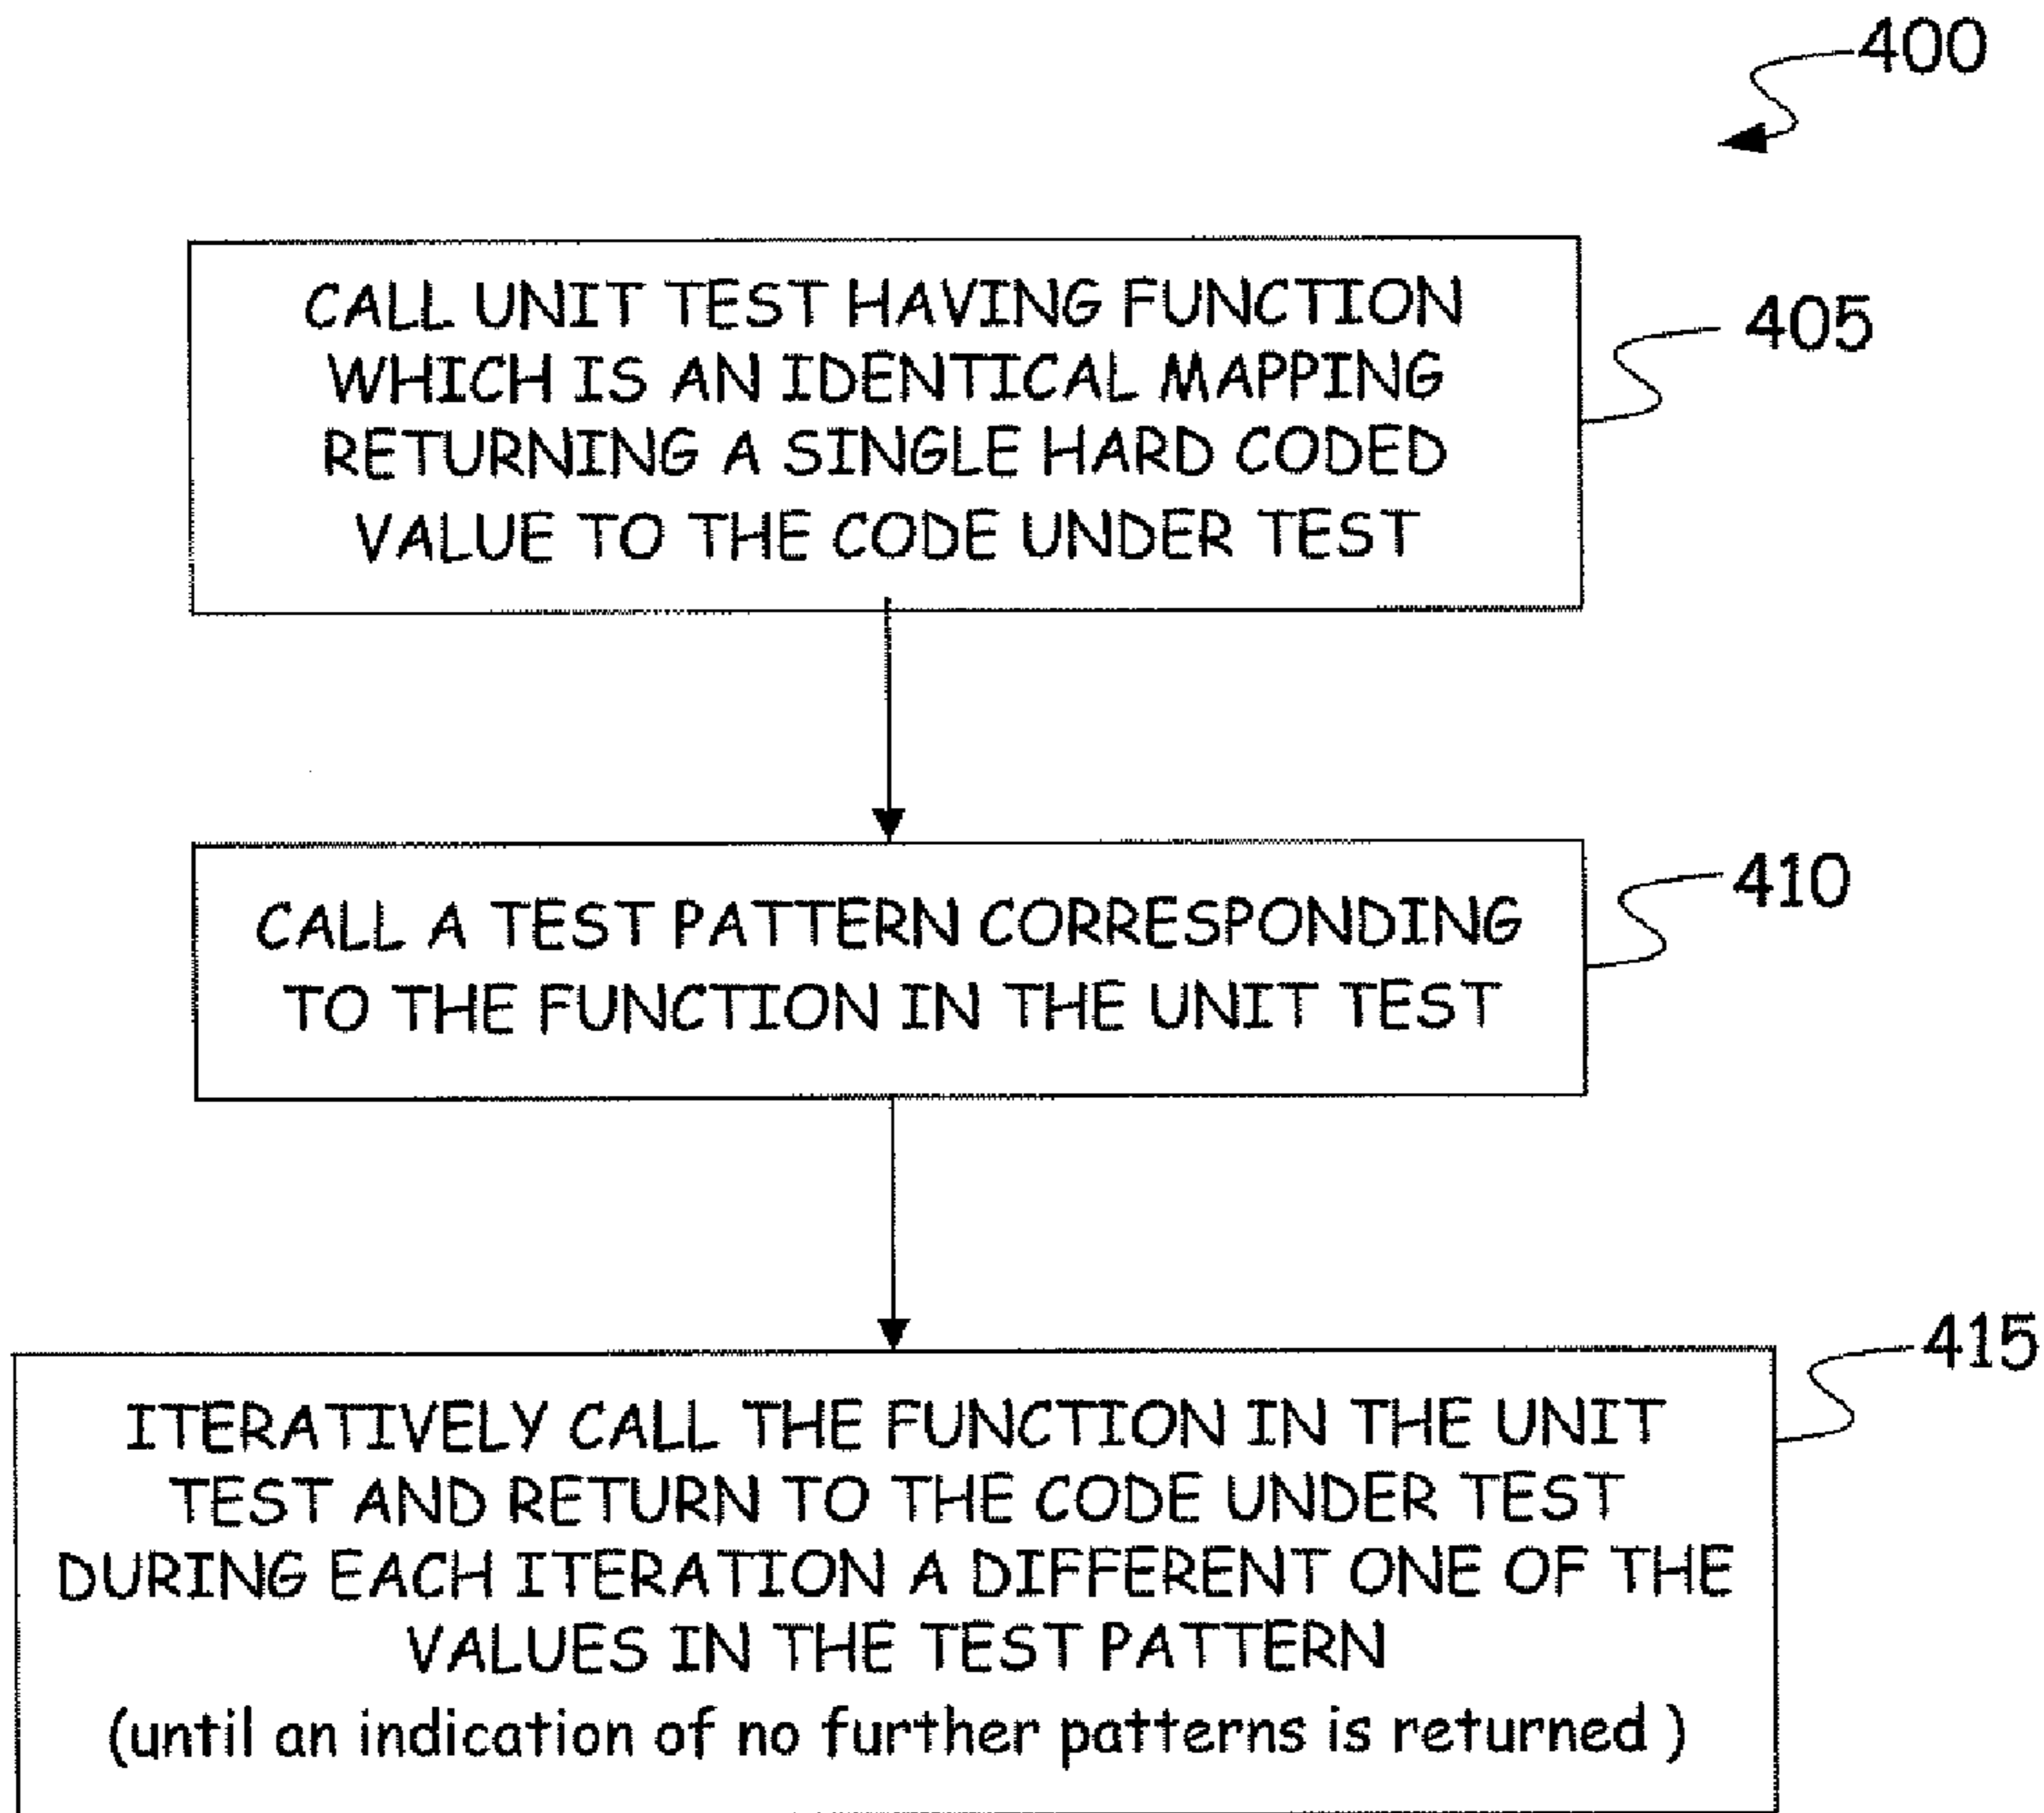 400
CALL UNIT TEST HAVING FUNCTION
WHICH IS AN IDENTICAL MAPPING
RETURNING A SINGLE HARD CODED
VALUE TO THE CODE UNDER TEST
405
CALL A TEST PATTERN CORRESPONDING
TO THE FUNCTION IN THE UNIT TEST
410
ITERATIVELY CALL THE FUNCTION IN THE UNIT
TEST AND RETURN TO THE CODE UNDER TEST
DURING EACH ITERATION A DIFFERENT ONE OF THE
VALUES IN THE TEST PATTERN
(until an indication of no further patterns is returned )
415